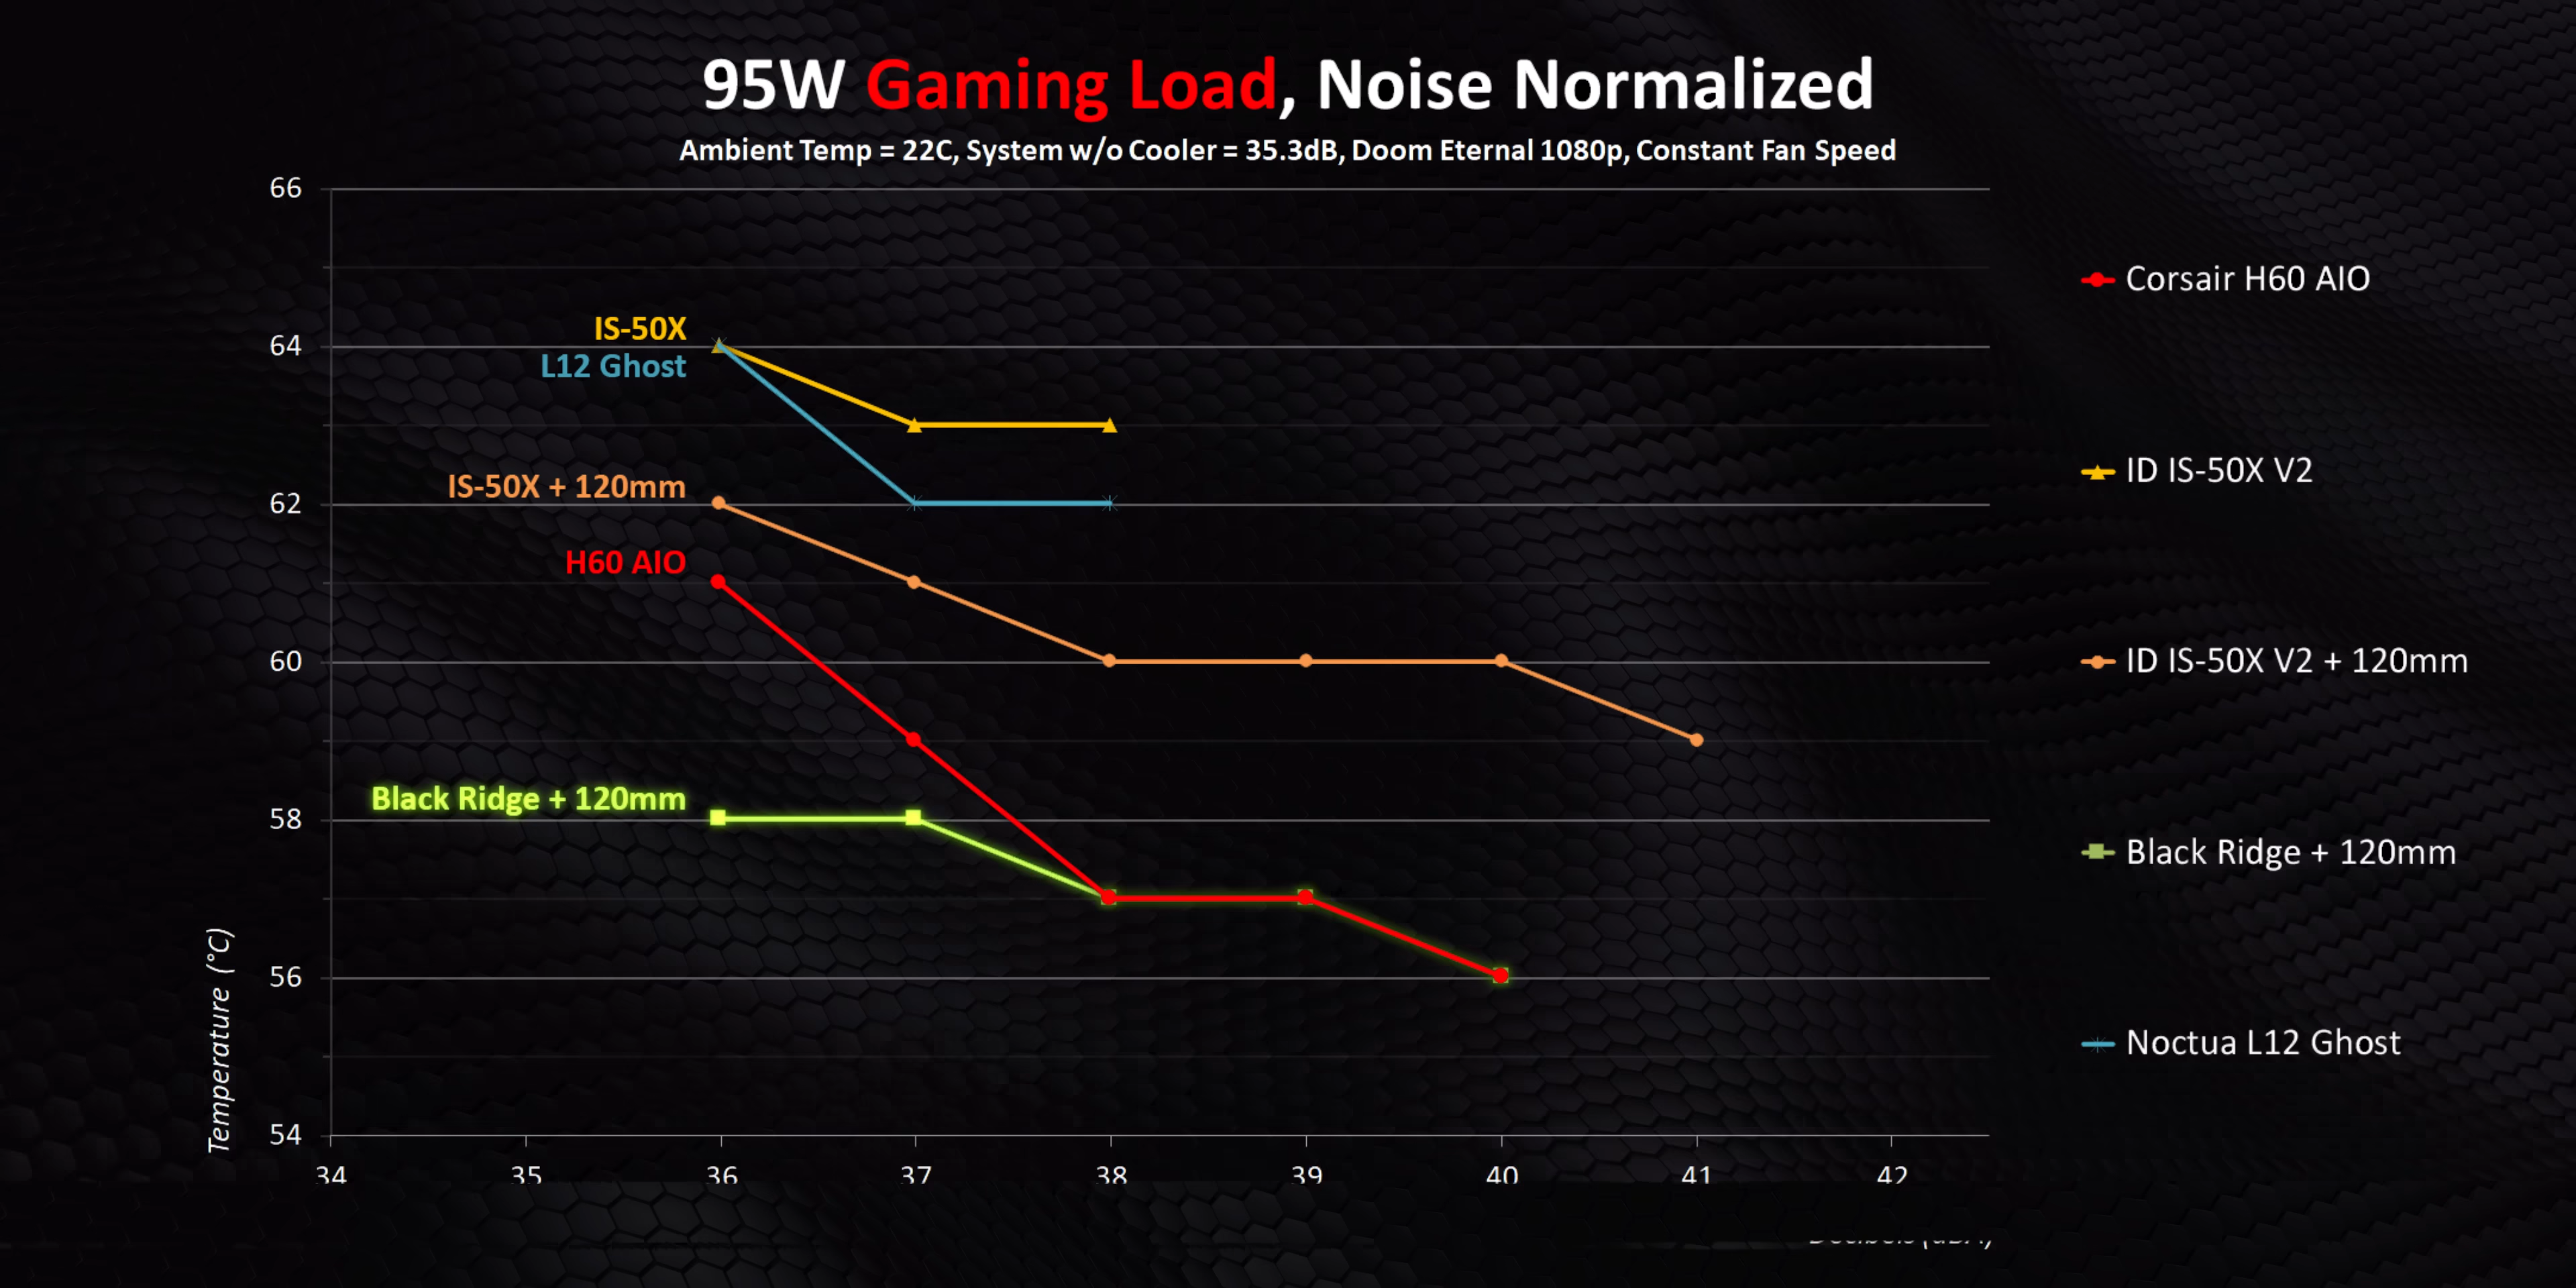 95W Gaming Load, Noise Normalized
Ambient Temp = 22C, System w/o Cooler = 35.3dB, Doom Eternal 1080p, Constant Fan Speed
66
64
62
60
58
56
54
Temperature (°C)
34 35 36 37 38 39 40 41 42
IS-50X
L12 Ghost
IS-50X + 120mm
H60 AIO
Black Ridge + 120mm
Corsair H60 AIO
ID IS-50X V2
ID IS-50X V2 + 120mm
Black Ridge + 120mm
Noctua L12 Ghost